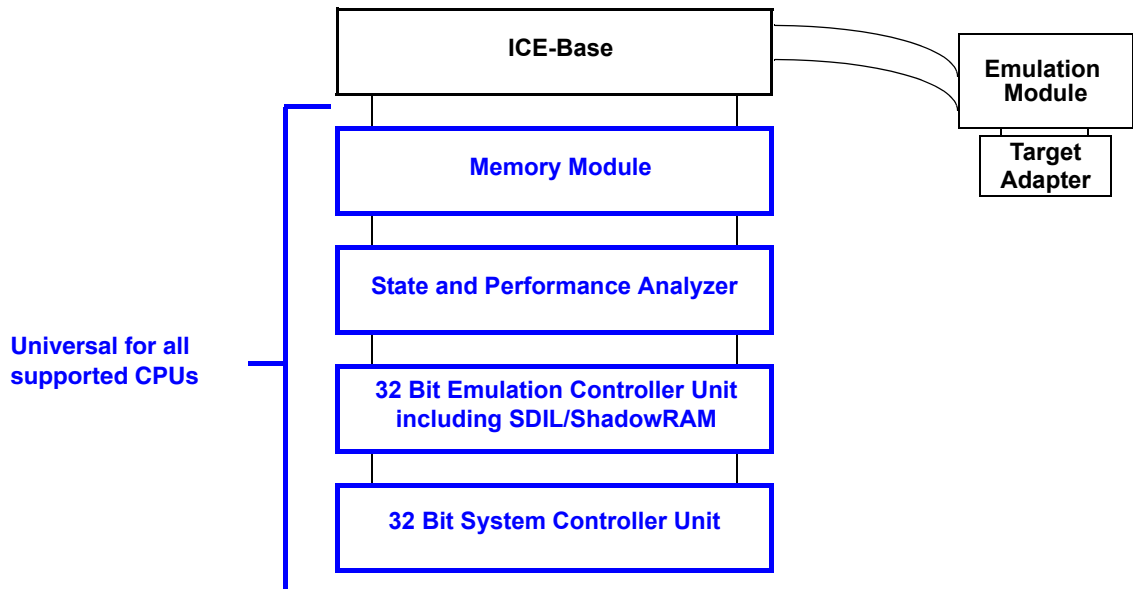 ICE-Base
Emulation
Module
Target
Adapter
Memory Module
State and Performance Analyzer
Universal for all
supported CPUs
32 Bit Emulation Controller Unit
including SDIL/ShadowRAM
32 Bit System Controller Unit